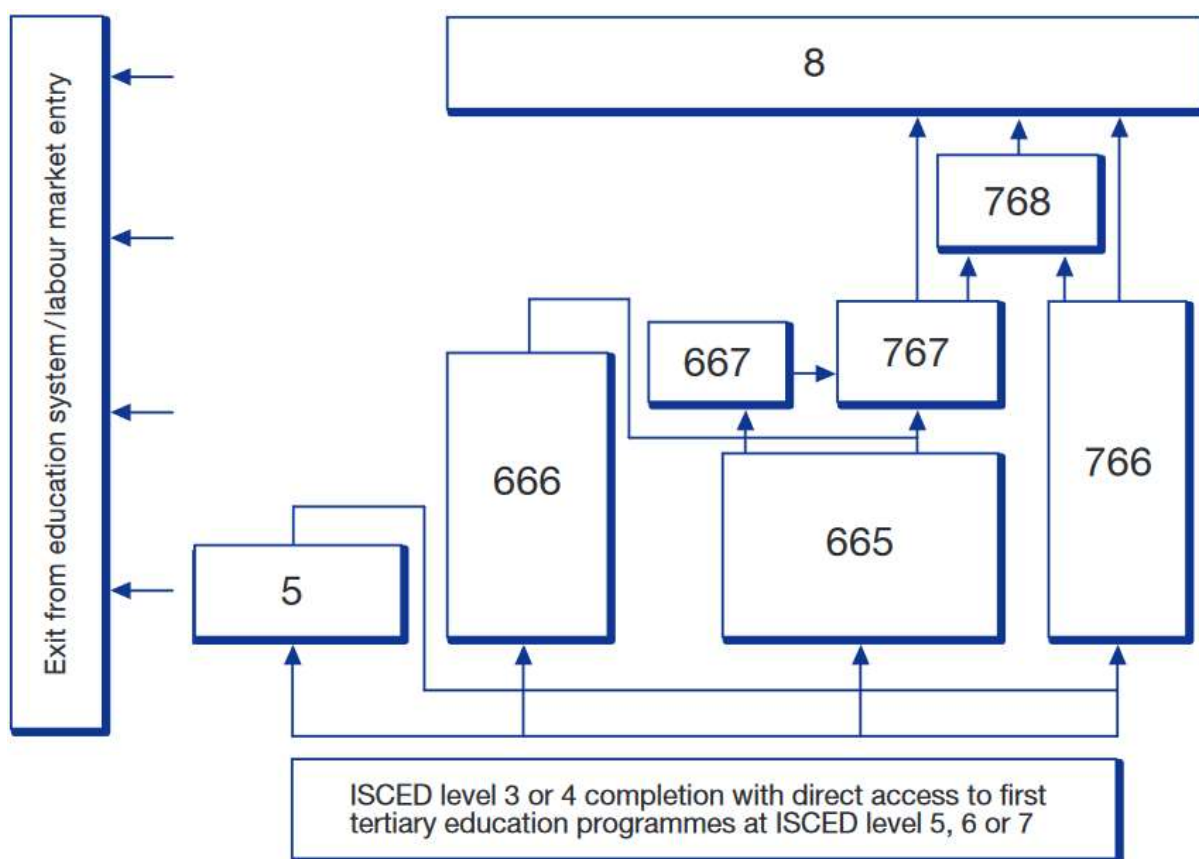 Exit from education system/labour market entry
8
768
667
767
666
766
665
5
ISCED level 3 or 4 completion with direct access to first
tertiary education programmes at ISCED level 5, 6 or 7